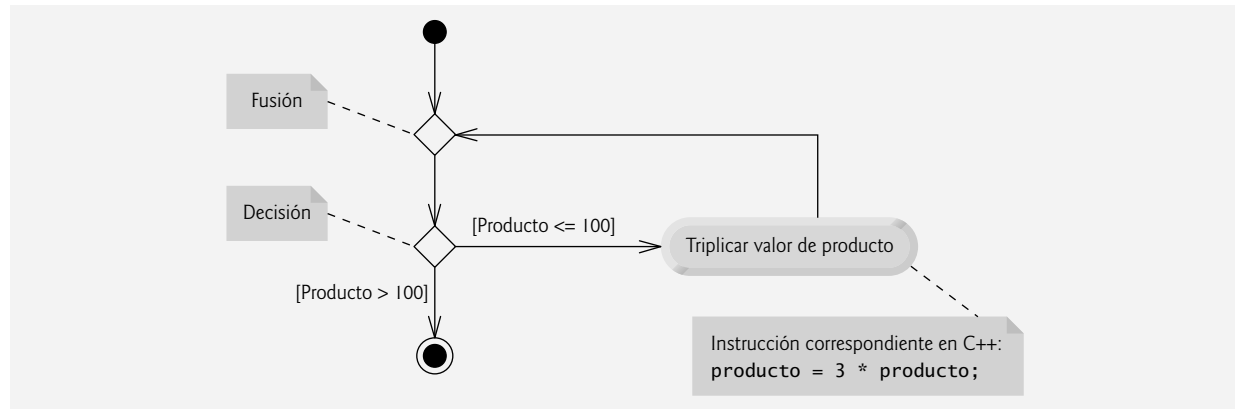 Fusión
Decisión
[Producto <= 100]
Triplicar valor de producto
[Producto > 100]
Instrucción correspondiente en C++:
producto = 3 * producto;